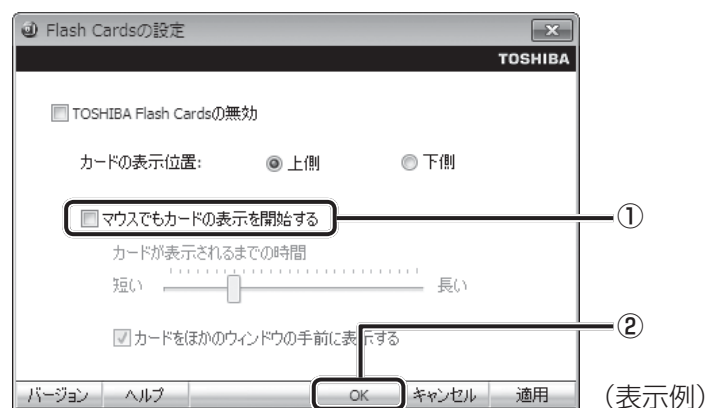 Flash Cardsの設定
TOSHIBA
TOSHIBA Flash Cardsの無効
カードの表示位置: 上側 下側
マウスでもカードの表示を開始する ①
カードが表示されるまでの時間
短い 長い
②
カードをほかのウィンドウの手前に表示する
バージョン ヘルプ OK キャンセル 適用 (表示例)